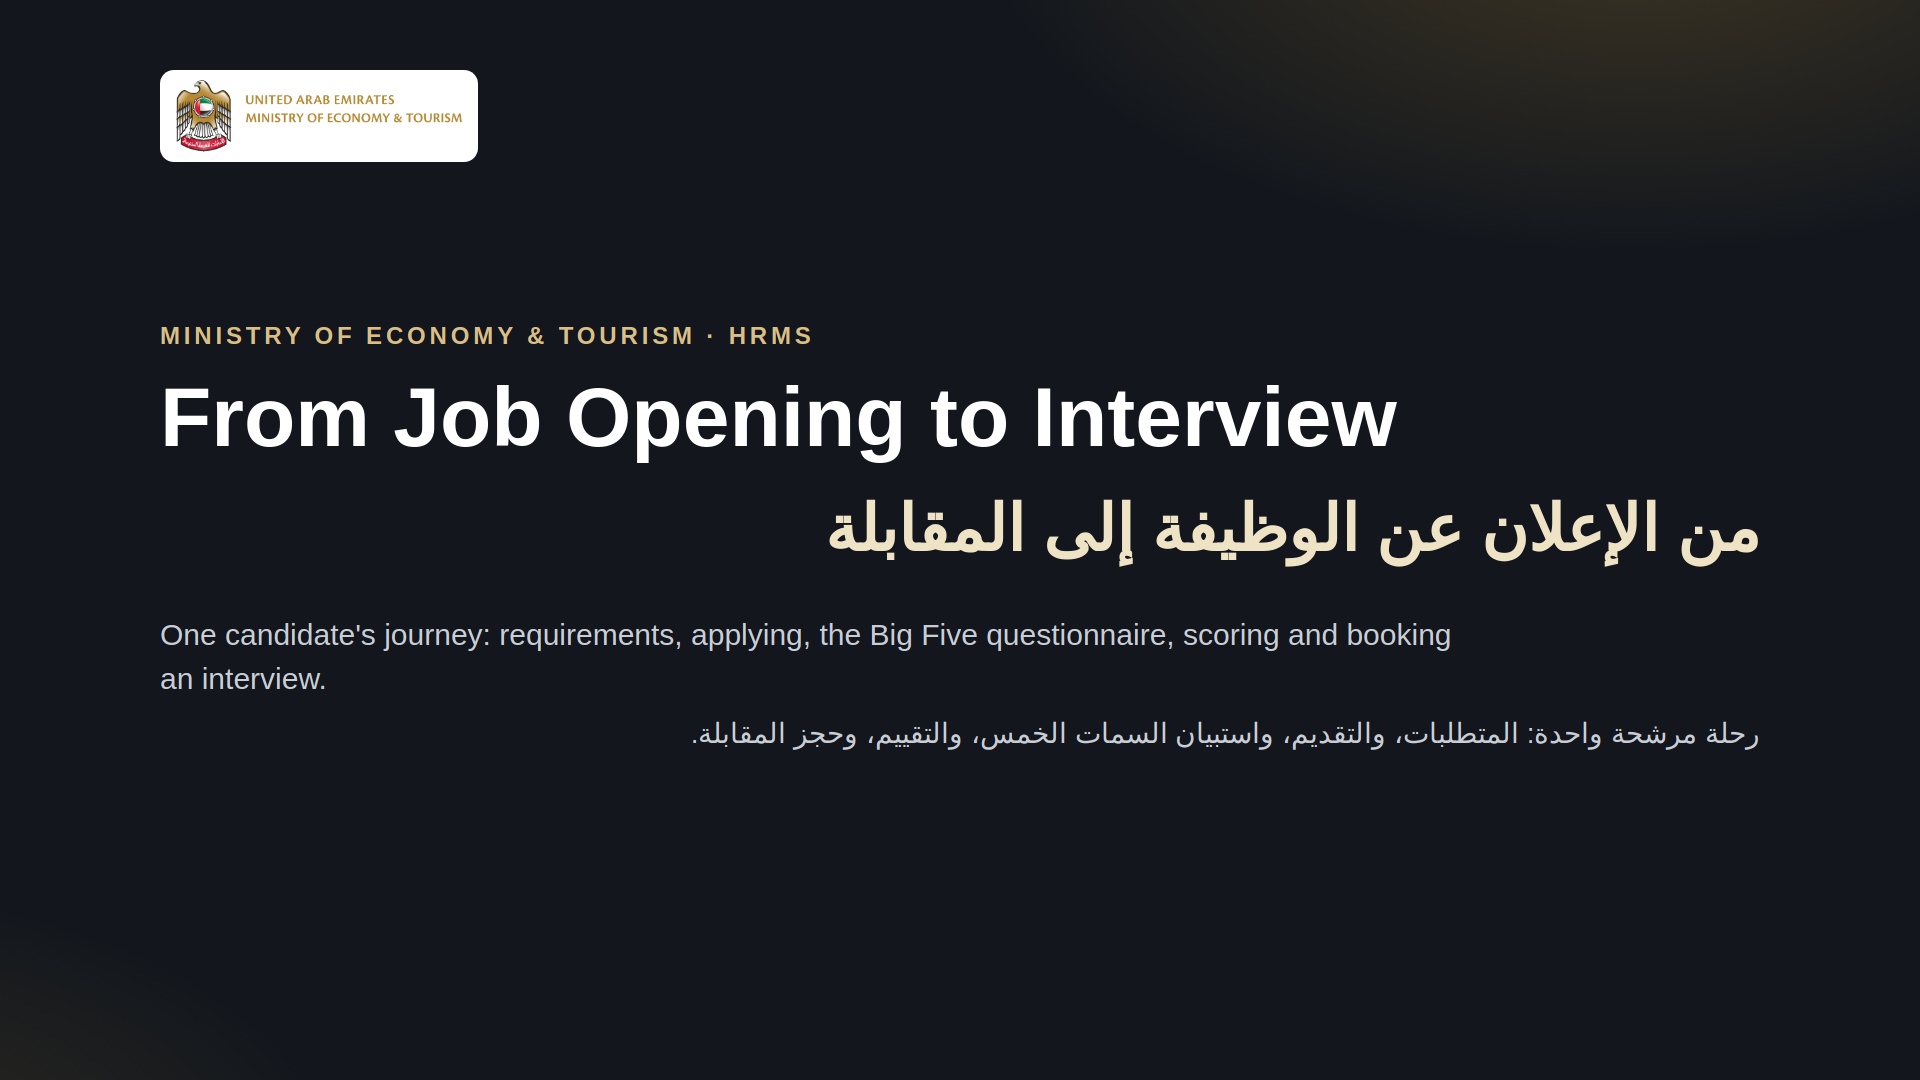 UNITED ARAB EMIRATES
MINISTRY OF ECONOMY & TOURISM
MINISTRY OF ECONOMY & TOURISM · HRMS
From Job Opening to Interview
من الإعلان عن الوظيفة إلى المقابلة
One candidate's journey: requirements, applying, the Big Five questionnaire, scoring and booking
an interview.
رحلة مرشحة واحدة: المتطلبات، والتقديم، واستبيان السمات الخمس، والتقييم، وحجز المقابلة.